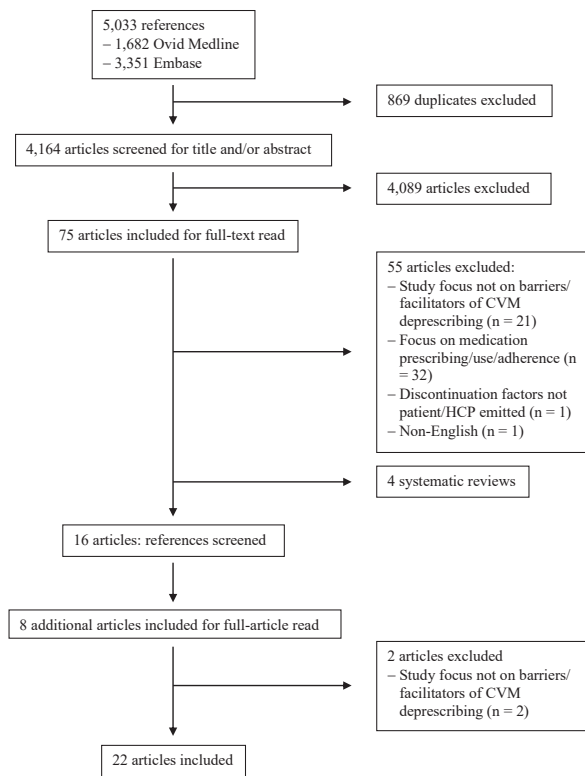 5,033 references
– 1,682 Ovid Medline
– 3,351 Embase
869 duplicates excluded
4,164 articles screened for title and/or abstract
4,089 articles excluded
75 articles included for full-text read
55 articles excluded:
– Study focus not on barriers/
facilitators of CVM
deprescribing (n = 21)
– Focus on medication
prescribing/use/adherence (n
= 32)
– Discontinuation factors not
patient/HCP emitted (n = 1)
– Non-English (n = 1)
4 systematic reviews
16 articles: references screened
8 additional articles included for full-article read
2 articles excluded
– Study focus not on barriers/
facilitators of CVM
deprescribing (n = 2)
22 articles included